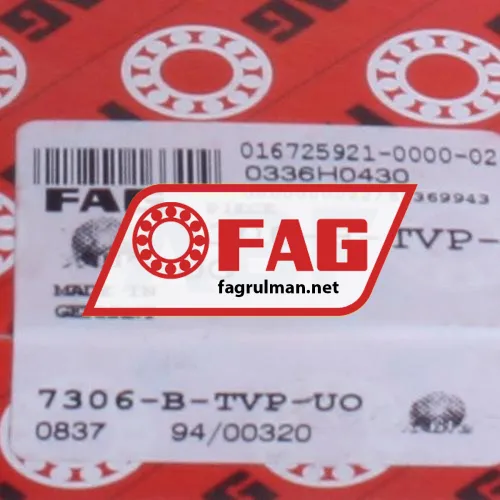 016725921-0000-02
0336H0430
369943
FAG
TVP-
FAG
fagrulman.net
MADE IN
GERMANY
7306-B-TVP-UO
0837 94/00320